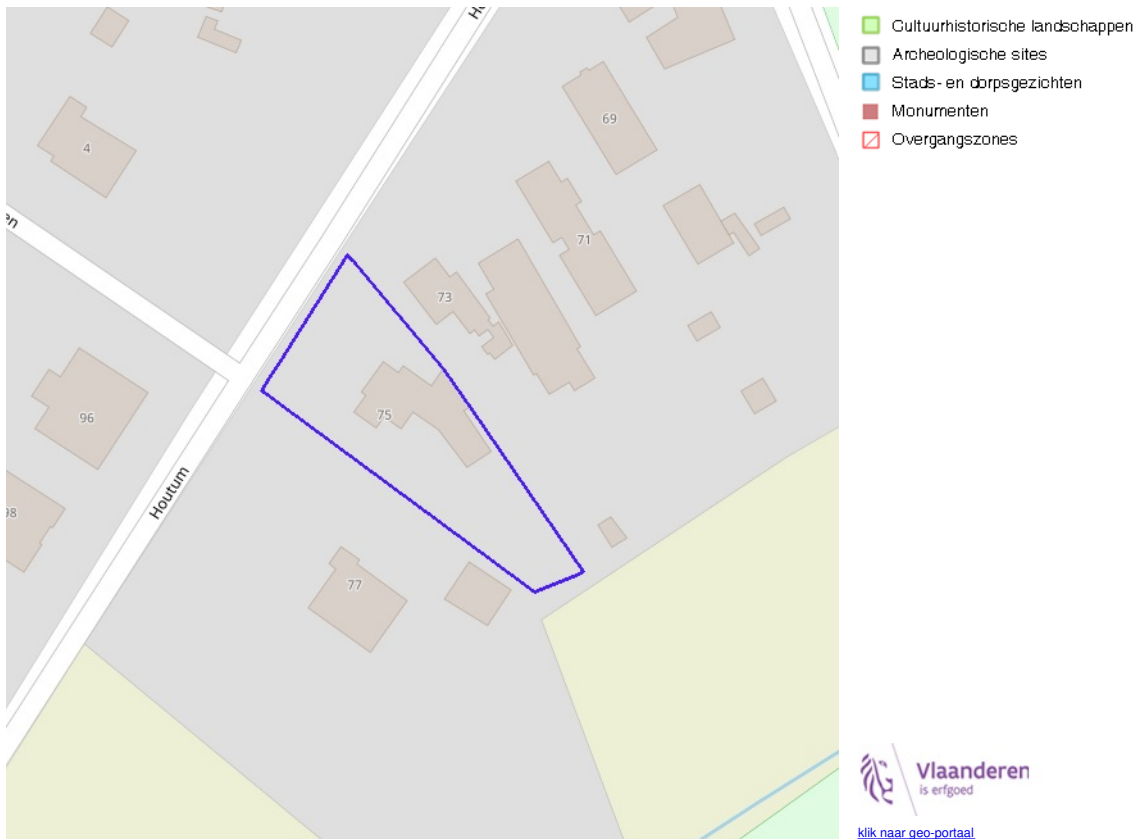 Cultuurhistorische landschappen
Archeologische sites
Stads- en dorpsgezichten
Monumenten
Overgangszones
69
4
71
73
75
96
98
Houtum
77
Vlaanderen
is erfgoed
klik naar geo-portaal